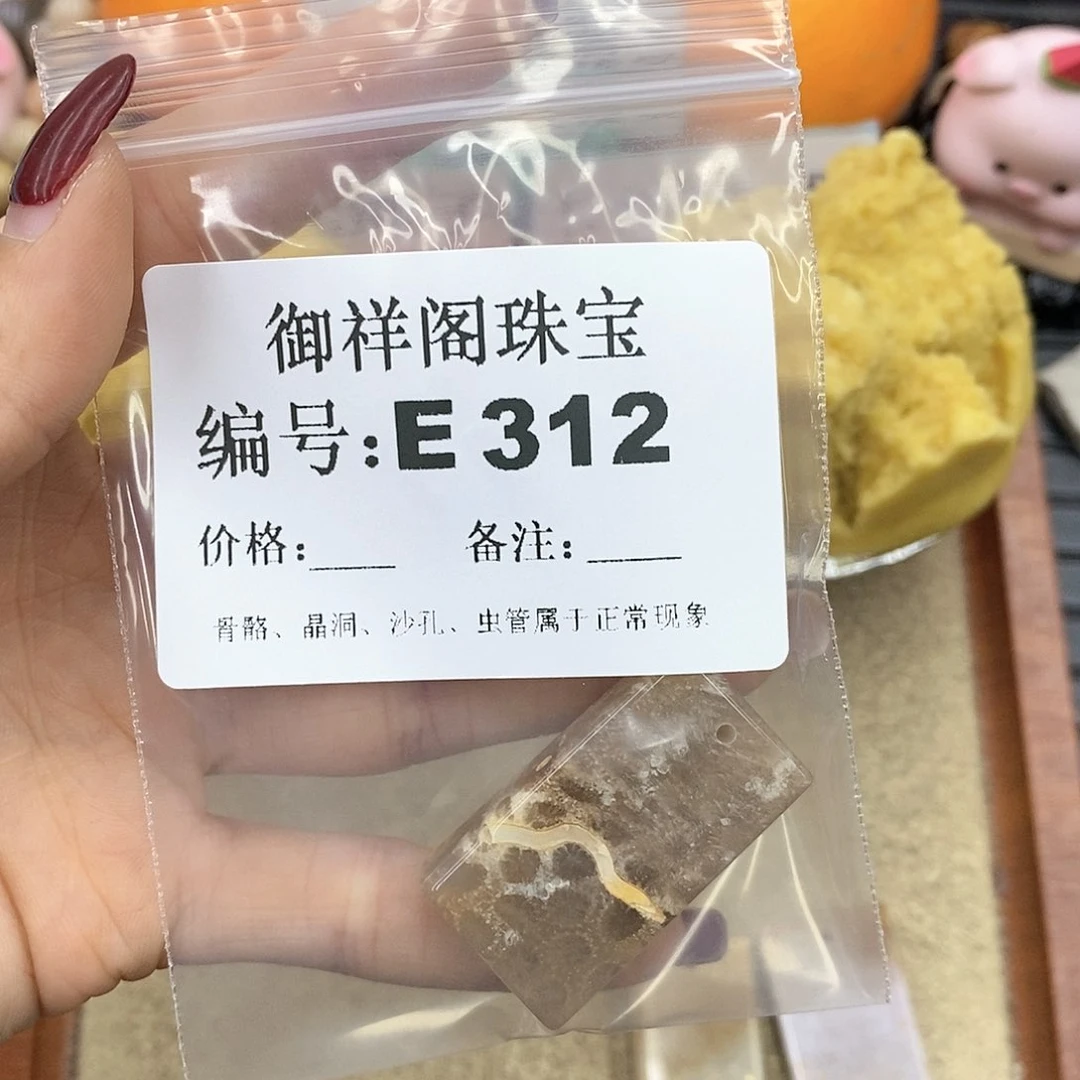 御祥阁珠宝
编号:E312
价格:____ 备注:____
骨骼、晶洞、沙孔、虫管属于正常现象